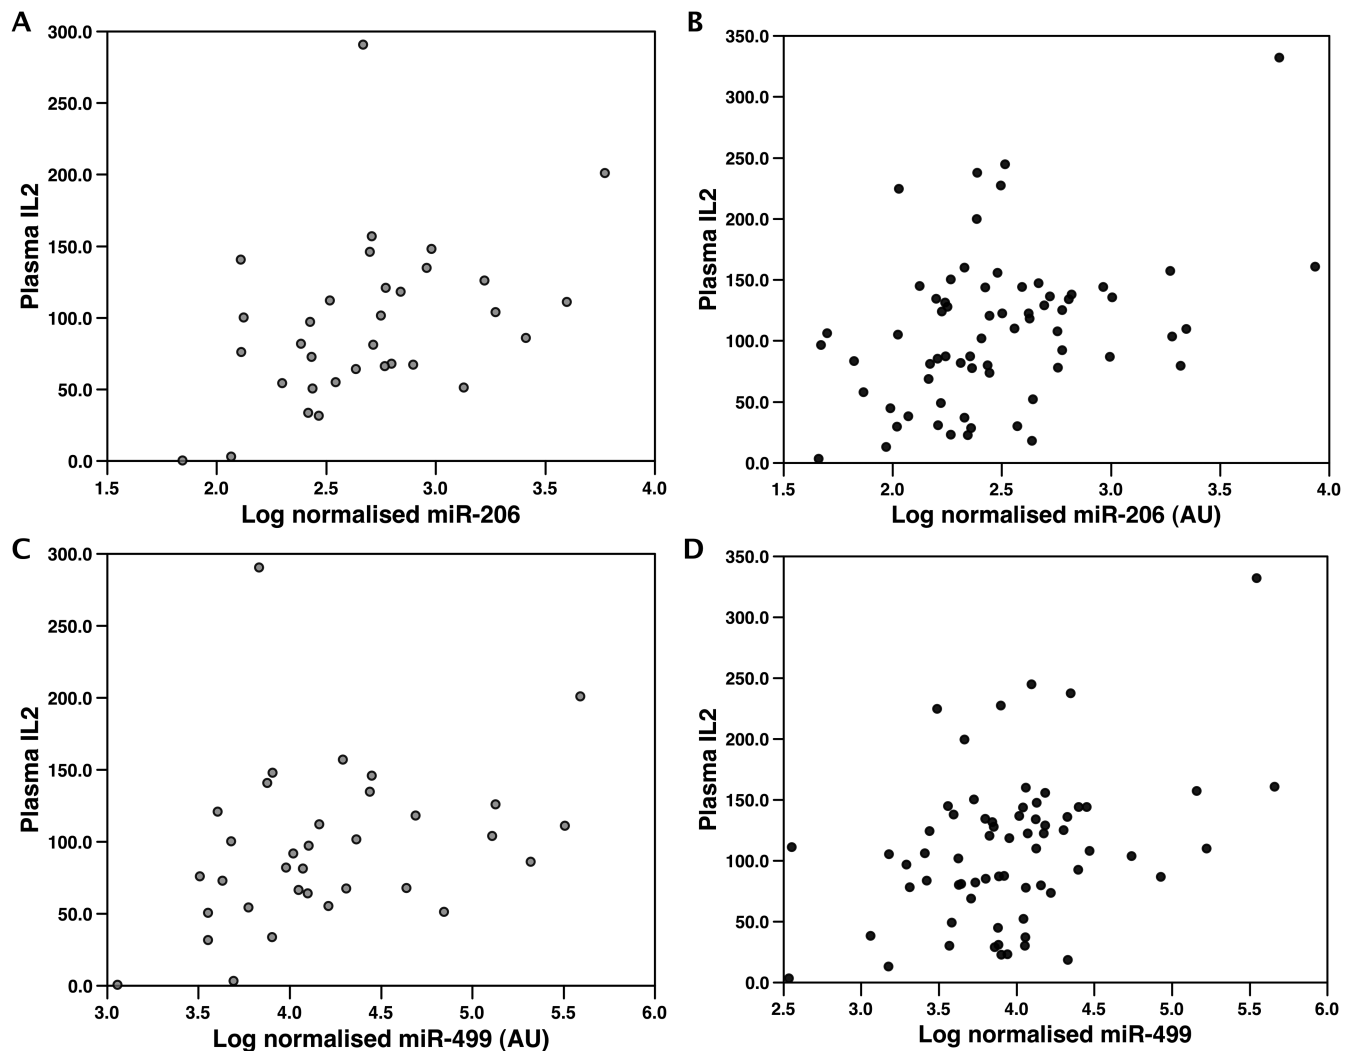 A
300.0
250.0
200.0
150.0
100.0
50.0
0.0
Plasma IL2
1.5 2.0 2.5 3.0 3.5 4.0
Log normalised miR-206
B
350.0
300.0
250.0
200.0
150.0
100.0
50.0
0.0
Plasma IL2
1.5 2.0 2.5 3.0 3.5 4.0
Log normalised miR-206 (AU)
C
300.0
250.0
200.0
150.0
100.0
50.0
0.0
Plasma IL2
3.0 3.5 4.0 4.5 5.0 5.5 6.0
Log normalised miR-499 (AU)
D
350.0
300.0
250.0
200.0
150.0
100.0
50.0
0.0
Plasma IL2
2.5 3.0 3.5 4.0 4.5 5.0 5.5 6.0
Log normalised miR-499